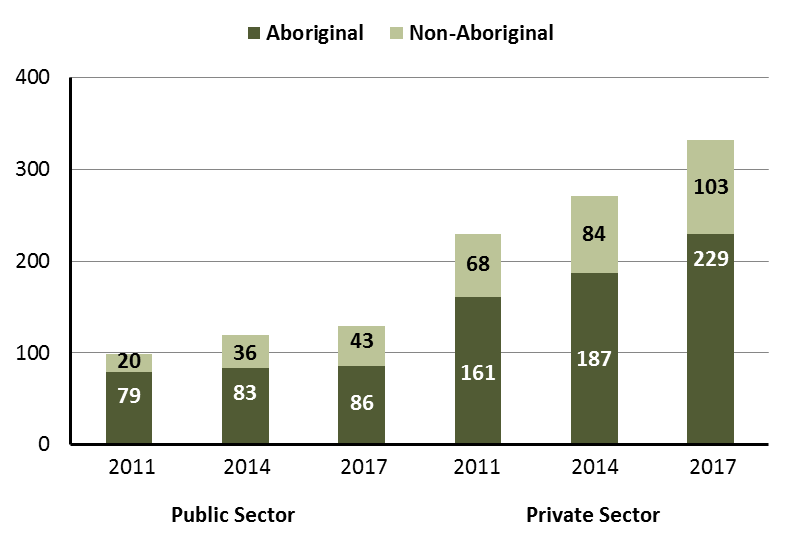 Aboriginal Non-Aboriginal
400
300
200
100
0
20 36 43 68 84 103
79 83 86 161 187 229
2011 2014 2017 2011 2014 2017
Public Sector Private Sector